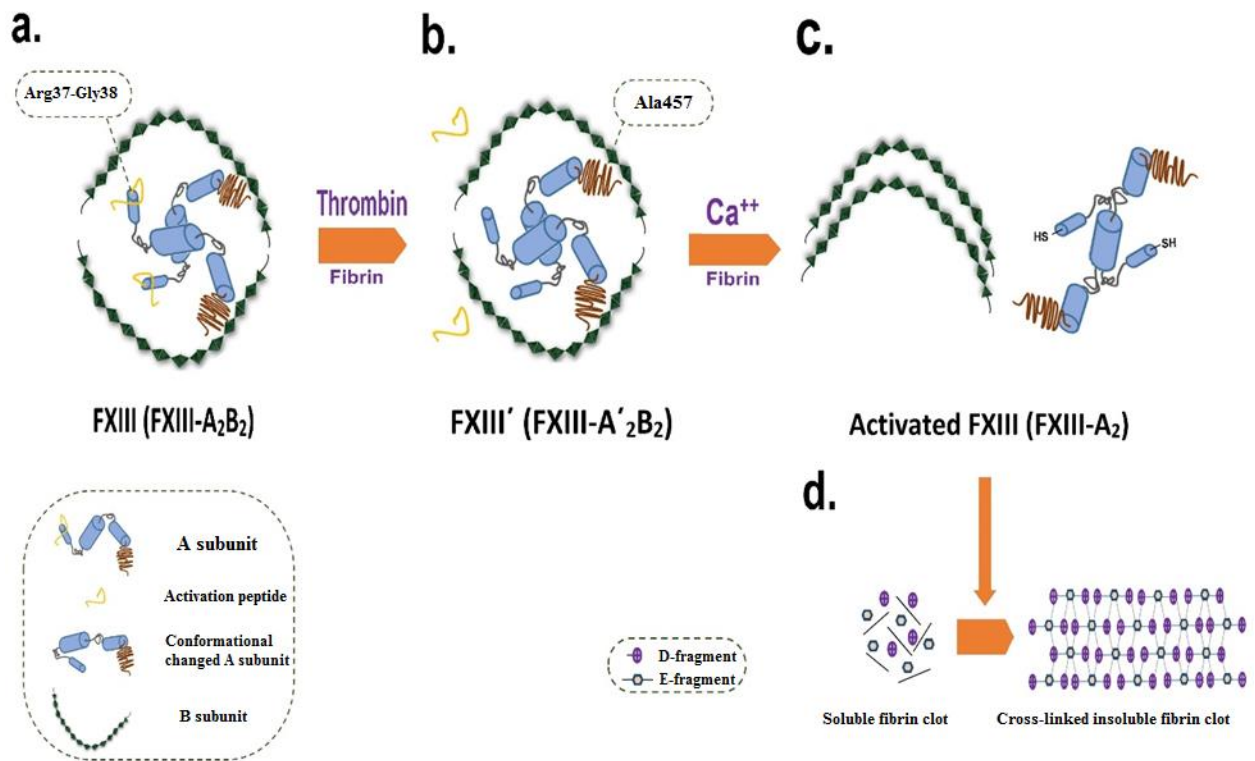 a.
b.
c.
Arg37-Gly38
Ala457
Thrombin
Fibrin
Ca⁺⁺
Fibrin
HS
SH
FXIII (FXIII-A₂B₂)
FXIII´ (FXIII-A´₂B₂)
Activated FXIII (FXIII-A₂)
d.
A subunit
Activation peptide
Conformational
changed A subunit
B subunit
D-fragment
E-fragment
Soluble fibrin clot
Cross-linked insoluble fibrin clot